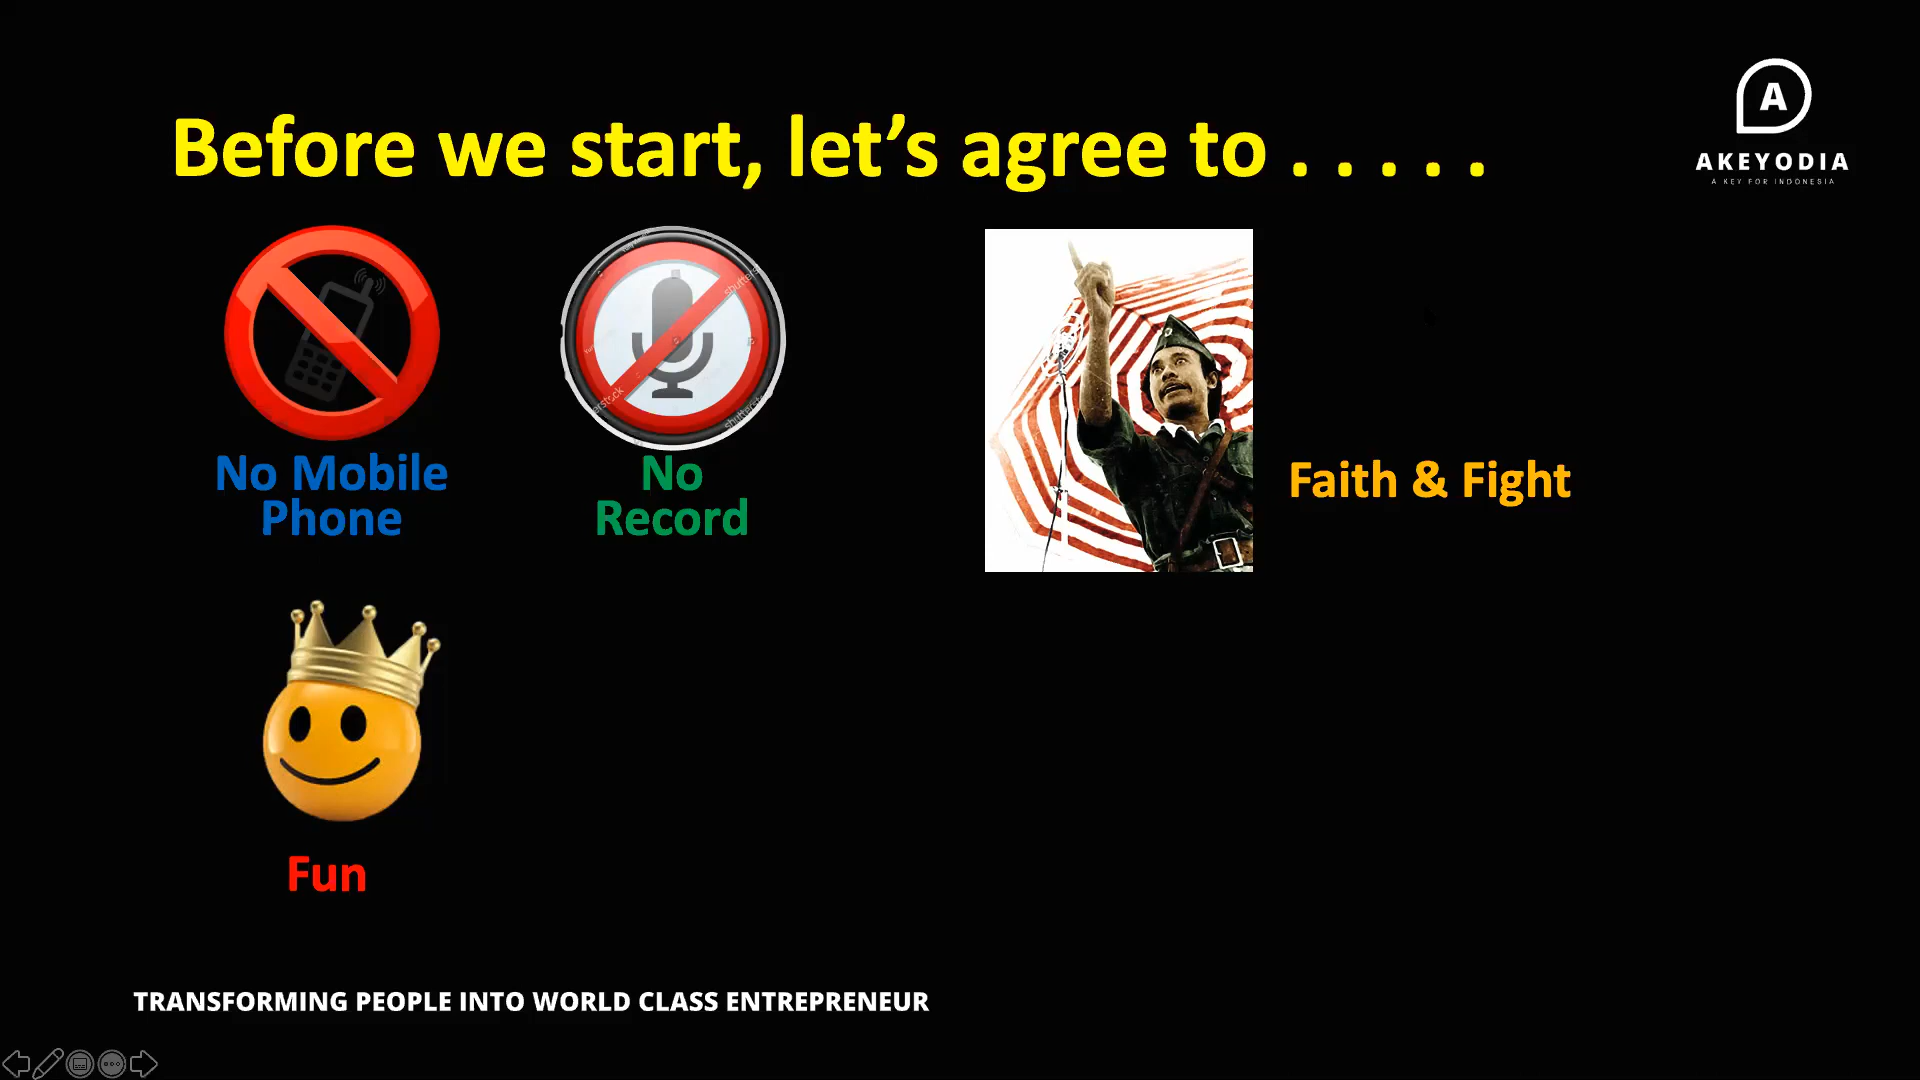 Before we start, let's agree to . . . . .
A
AKEYODIA
A KEY FOR INDONESIA
No Mobile
Phone
No
Record
Faith & Fight
Fun
TRANSFORMING PEOPLE INTO WORLD CLASS ENTREPRENEUR